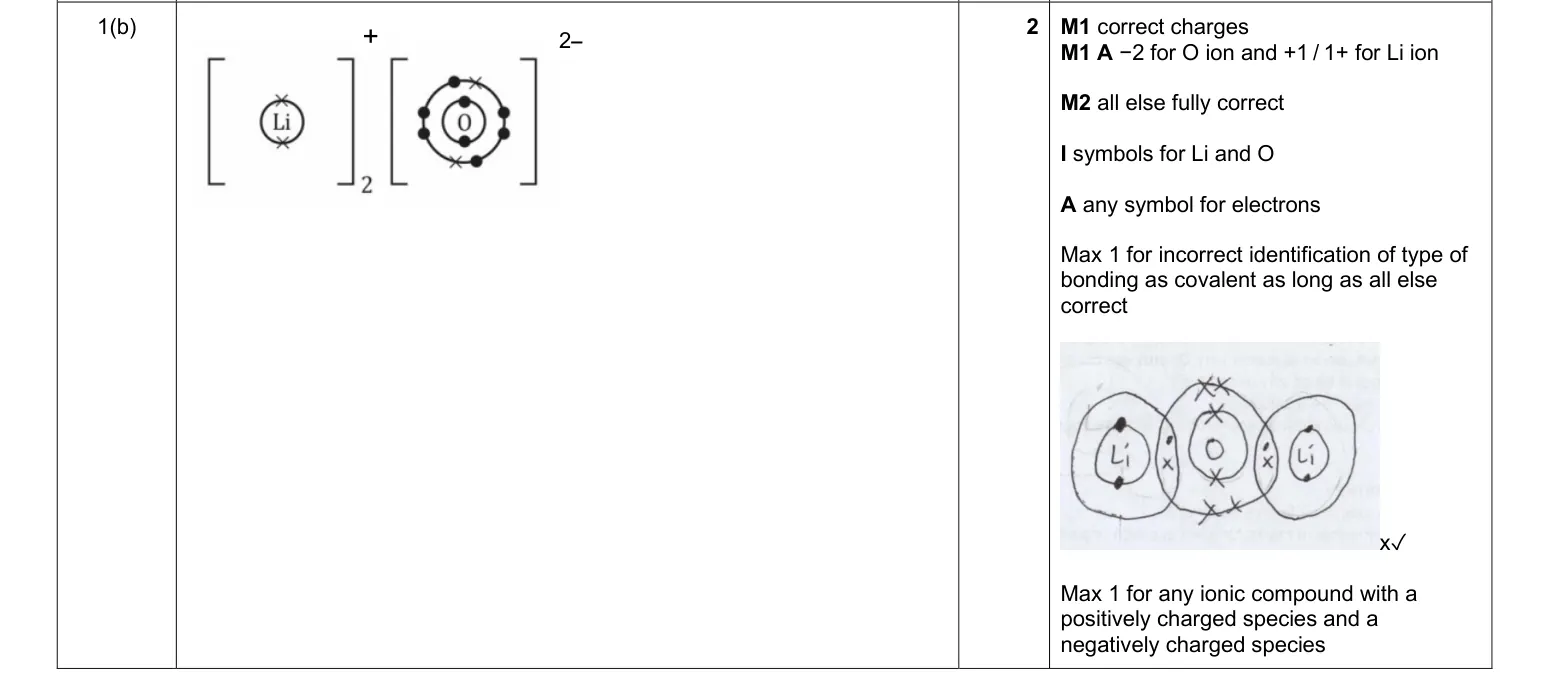 1(b)
+
2–
Li
2
O
2
M1 correct charges
M1 A −2 for O ion and +1 / 1+ for Li ion
M2 all else fully correct
I symbols for Li and O
A any symbol for electrons
Max 1 for incorrect identification of type of
bonding as covalent as long as all else
correct
Li O Li
x✓
Max 1 for any ionic compound with a
positively charged species and a
negatively charged species